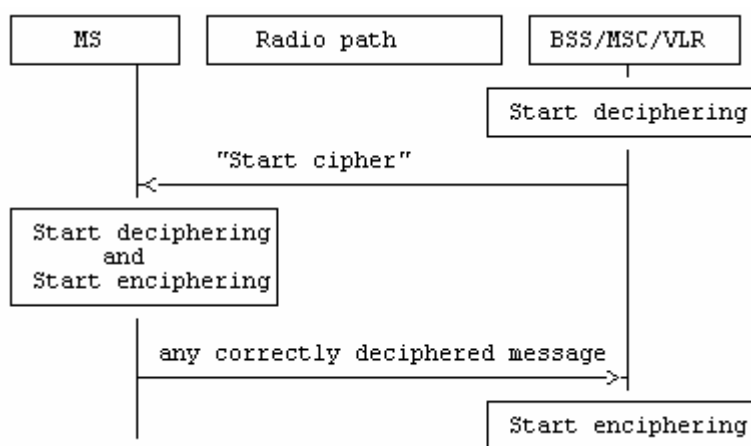 MS
Radio path
BSS/MSC/VLR
Start deciphering
"Start cipher"
Start deciphering
and
Start enciphering
any correctly deciphered message
Start enciphering